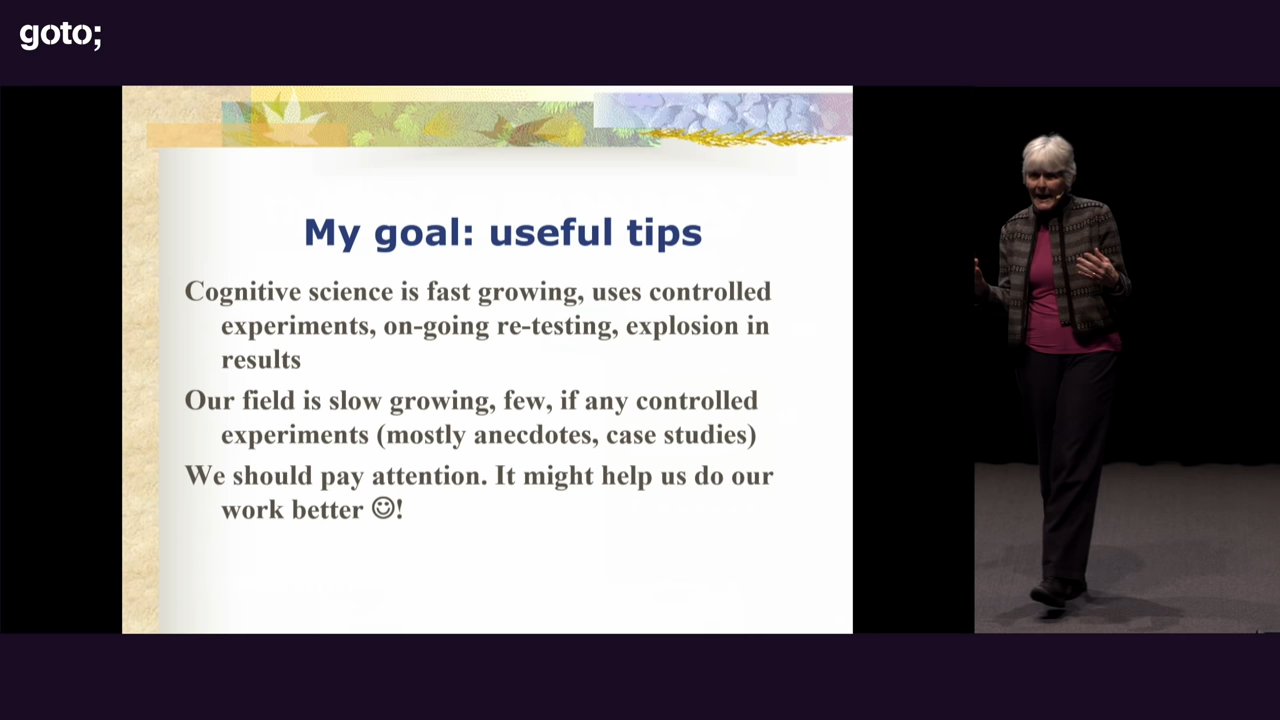 goto;
My goal: useful tips
Cognitive science is fast growing, uses controlled
experiments, on-going re-testing, explosion in
results
Our field is slow growing, few, if any controlled
experiments (mostly anecdotes, case studies)
We should pay attention. It might help us do our
work better ☺!